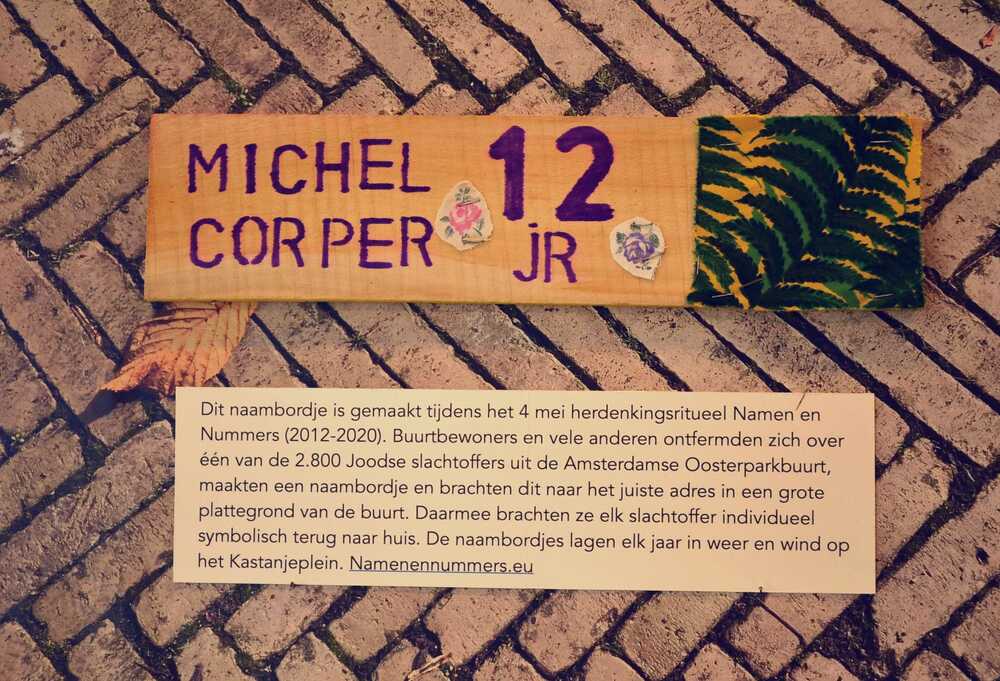 MICHEL 12
CORPER jR
Dit naambordje is gemaakt tijdens het 4 mei herdenkingsritueel Namen en
Nummers (2012-2020). Buurtbewoners en vele anderen ontfermden zich over
één van de 2.800 Joodse slachtoffers uit de Amsterdamse Oosterparkbuurt,
maakten een naambordje en brachten dit naar het juiste adres in een grote
plattegrond van de buurt. Daarmee brachten ze elk slachtoffer individueel
symbolisch terug naar huis. De naambordjes lagen elk jaar in weer en wind op
het Kastanjeplein. Namenennummers.eu